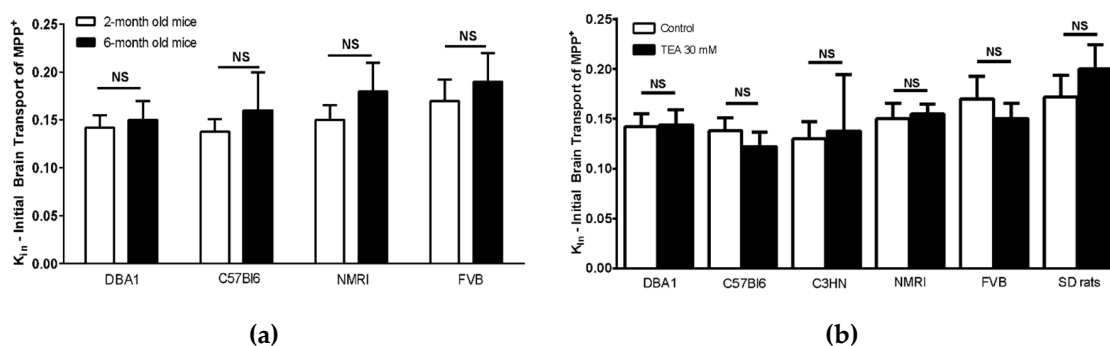 K_in - Initial Brain Transport of MPP⁺
0.25
0.20
0.15
0.10
0.05
0.00
2-month old mice
6-month old mice
NS
NS
NS
NS
DBA1
C57Bl6
NMRI
FVB
(a)
K_in - Initial Brain Transport of MPP⁺
0.25
0.20
0.15
0.10
0.05
0.00
Control
TEA 30 mM
NS
NS
NS
NS
NS
NS
DBA1
C57Bl6
C3HN
NMRI
FVB
SD rats
(b)